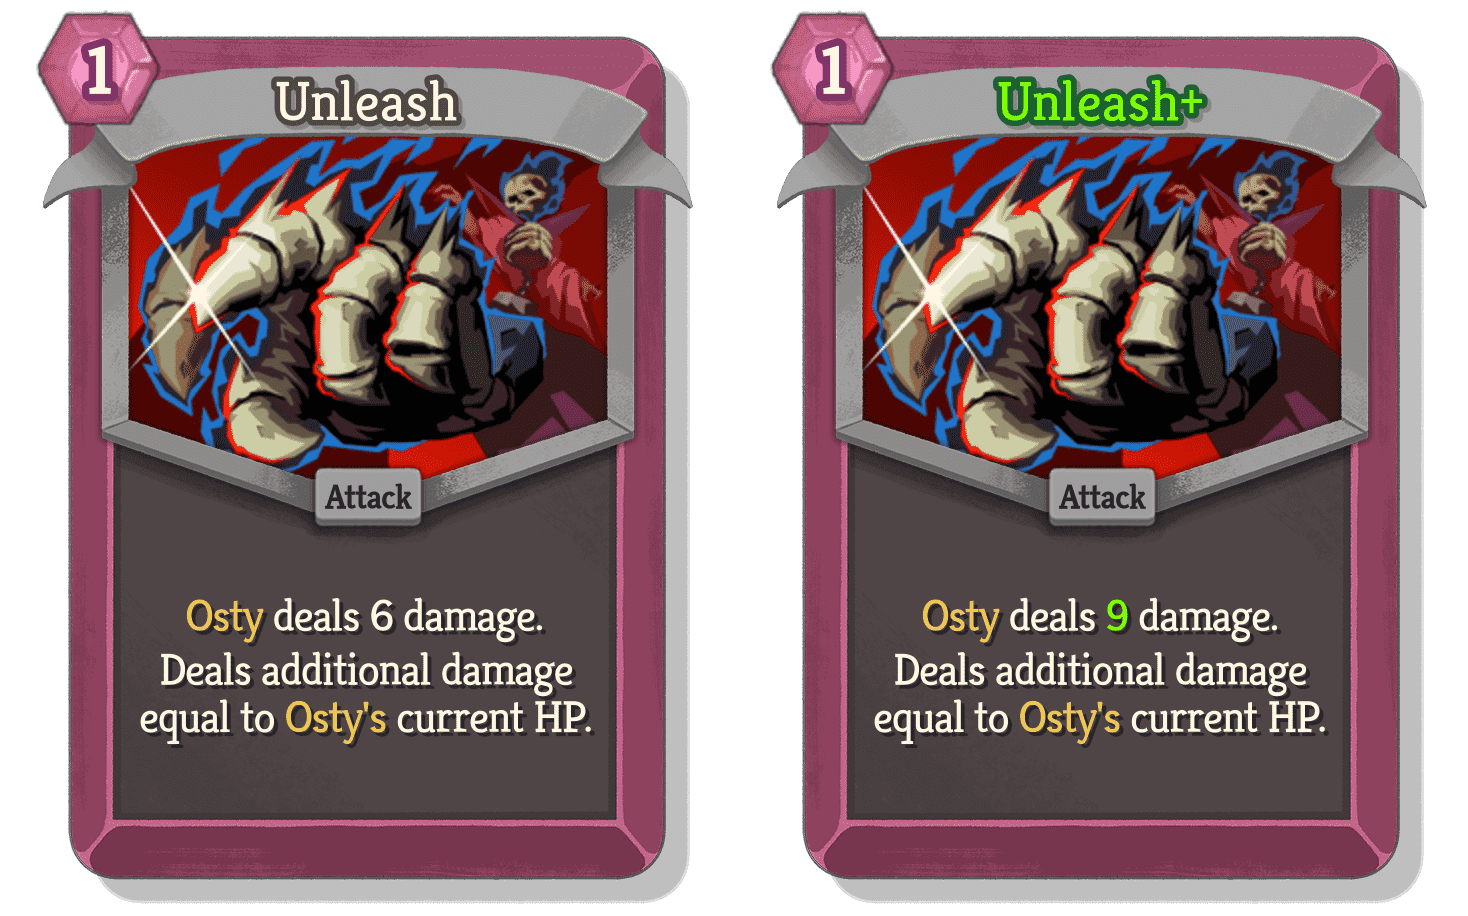 1
Unleash
Attack
Osty deals 6 damage.
Deals additional damage
equal to Osty's current HP.
1
Unleash+
Attack
Osty deals 9 damage.
Deals additional damage
equal to Osty's current HP.